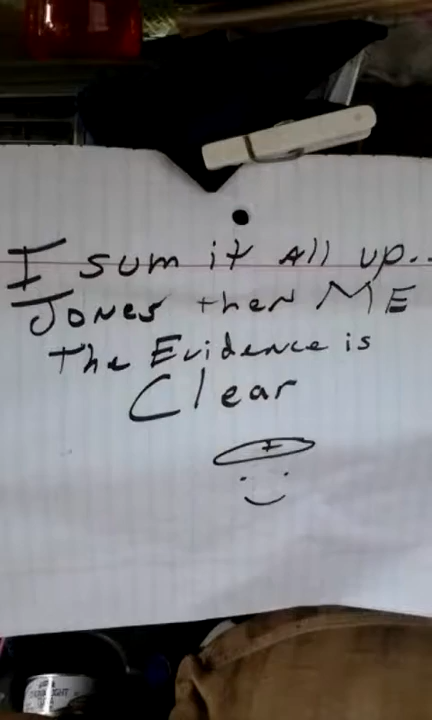 I sum it all up..
Jones then ME
The Evidence is
Clear